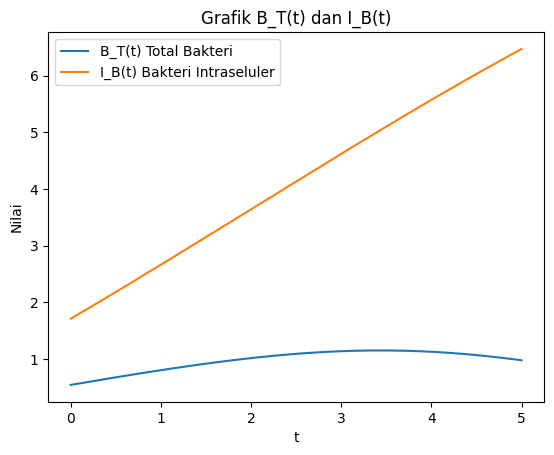 Grafik B_T(t) dan I_B(t)
B_T(t) Total Bakteri
I_B(t) Bakteri Intraseluler
Nilai
6
5
4
3
2
1
0 1 2 3 4 5
t